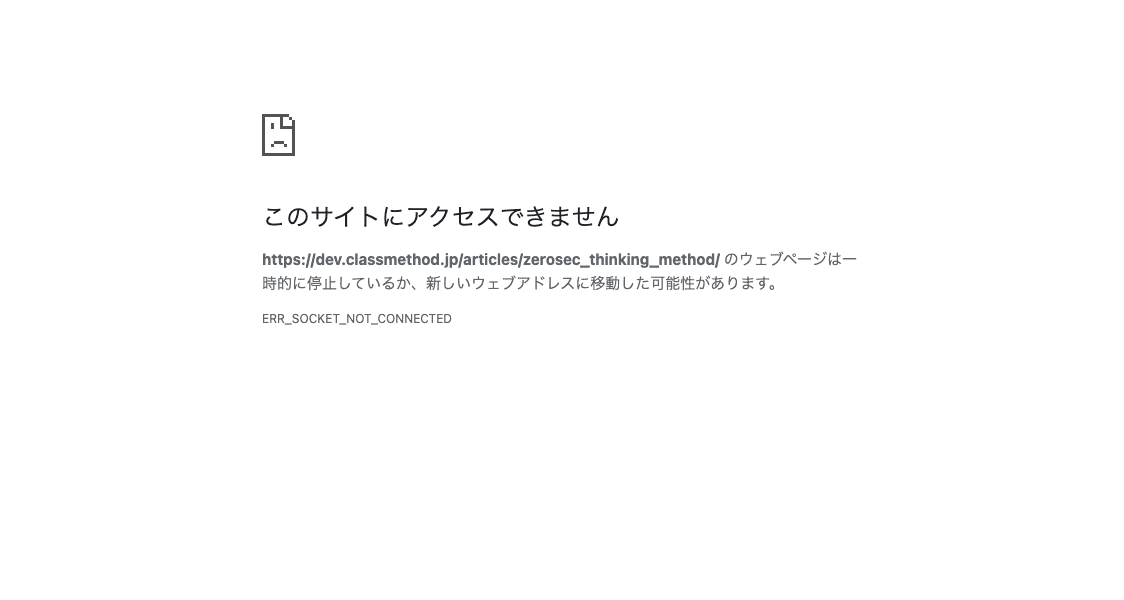 このサイトにアクセスできません
https://dev.classmethod.jp/articles/zerosec_thinking_method/ のウェブページは一
時的に停止しているか、新しいウェブアドレスに移動した可能性があります。
ERR_SOCKET_NOT_CONNECTED